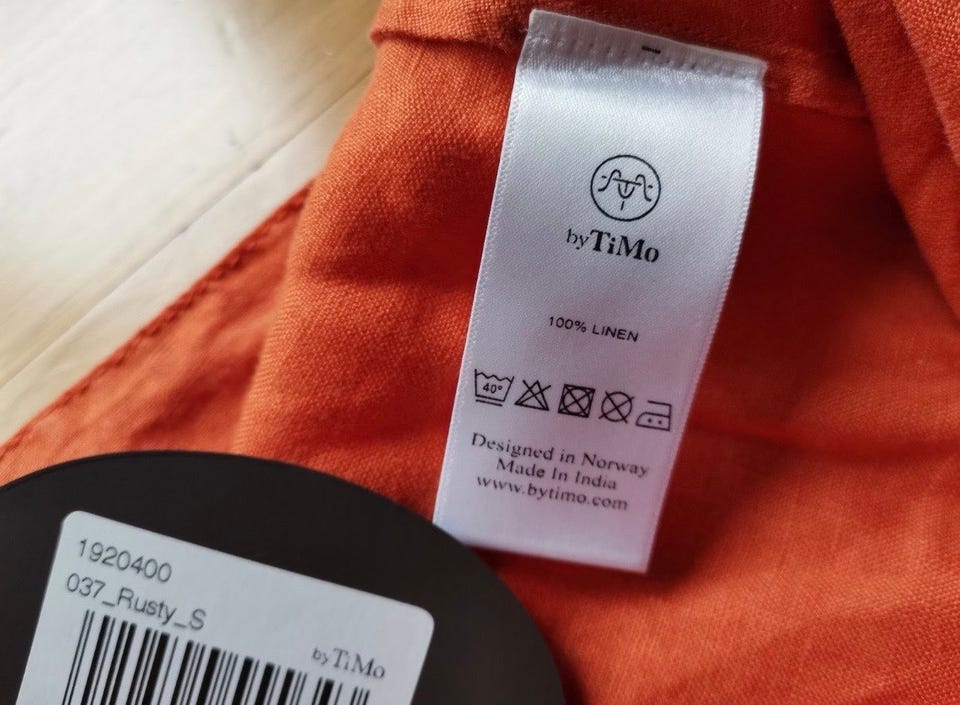 byTiMo
100% LINEN
40°
Designed in Norway
Made In India
www.bytimo.com
1920400
037_Rusty_S
byTiMo